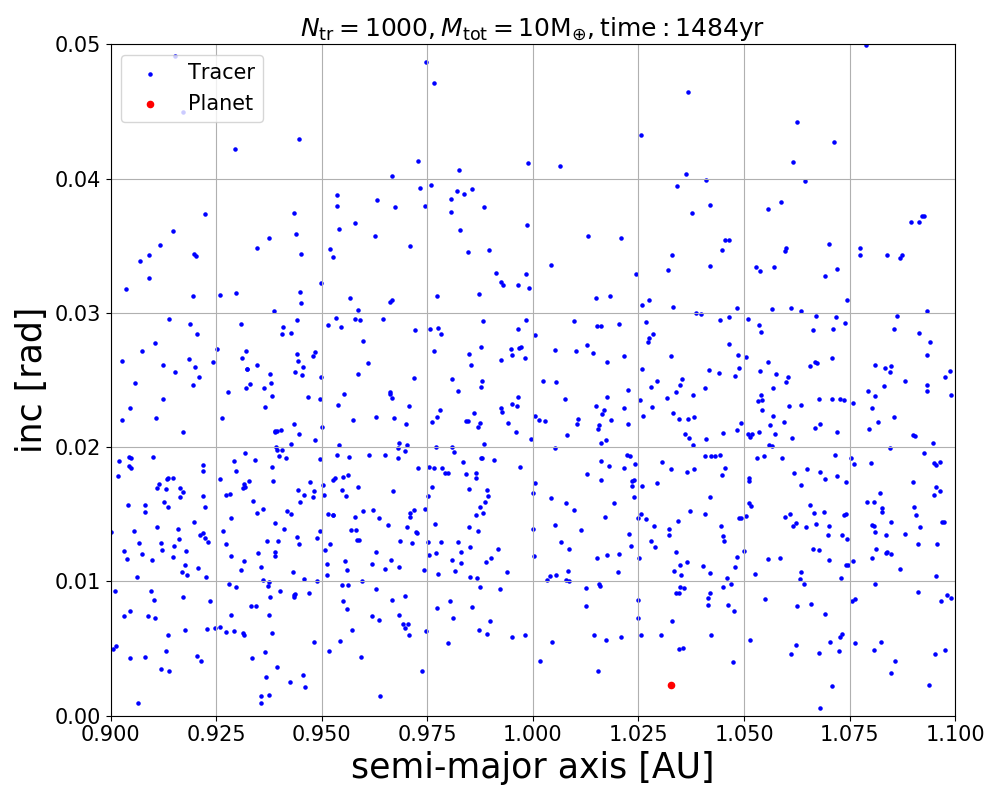 N_tr = 1000, M_tot = 10M_⊕, time : 1484yr
0.05
Tracer
Planet
0.04
0.03
0.02
0.01
0.00
inc [rad]
0.900 0.925 0.950 0.975 1.000 1.025 1.050 1.075 1.100
semi-major axis [AU]